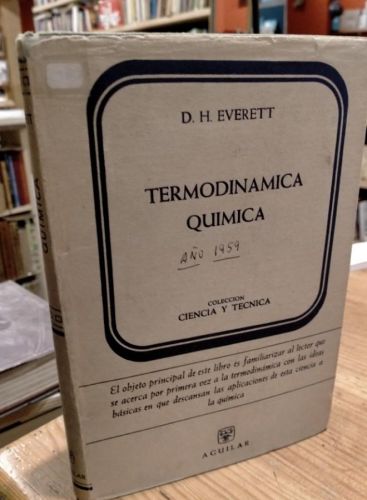 D. H. EVERETT
TERMODINAMICA
QUIMICA
AÑO 1959
COLECCION
CIENCIA Y TECNICA
El objeto principal de este libro es familiarizar al lector que
se acerca por primera vez a la termodinámica con las ideas
básicas en que descansan las aplicaciones de esta ciencia a
la química
AGUILAR
QUIMICA